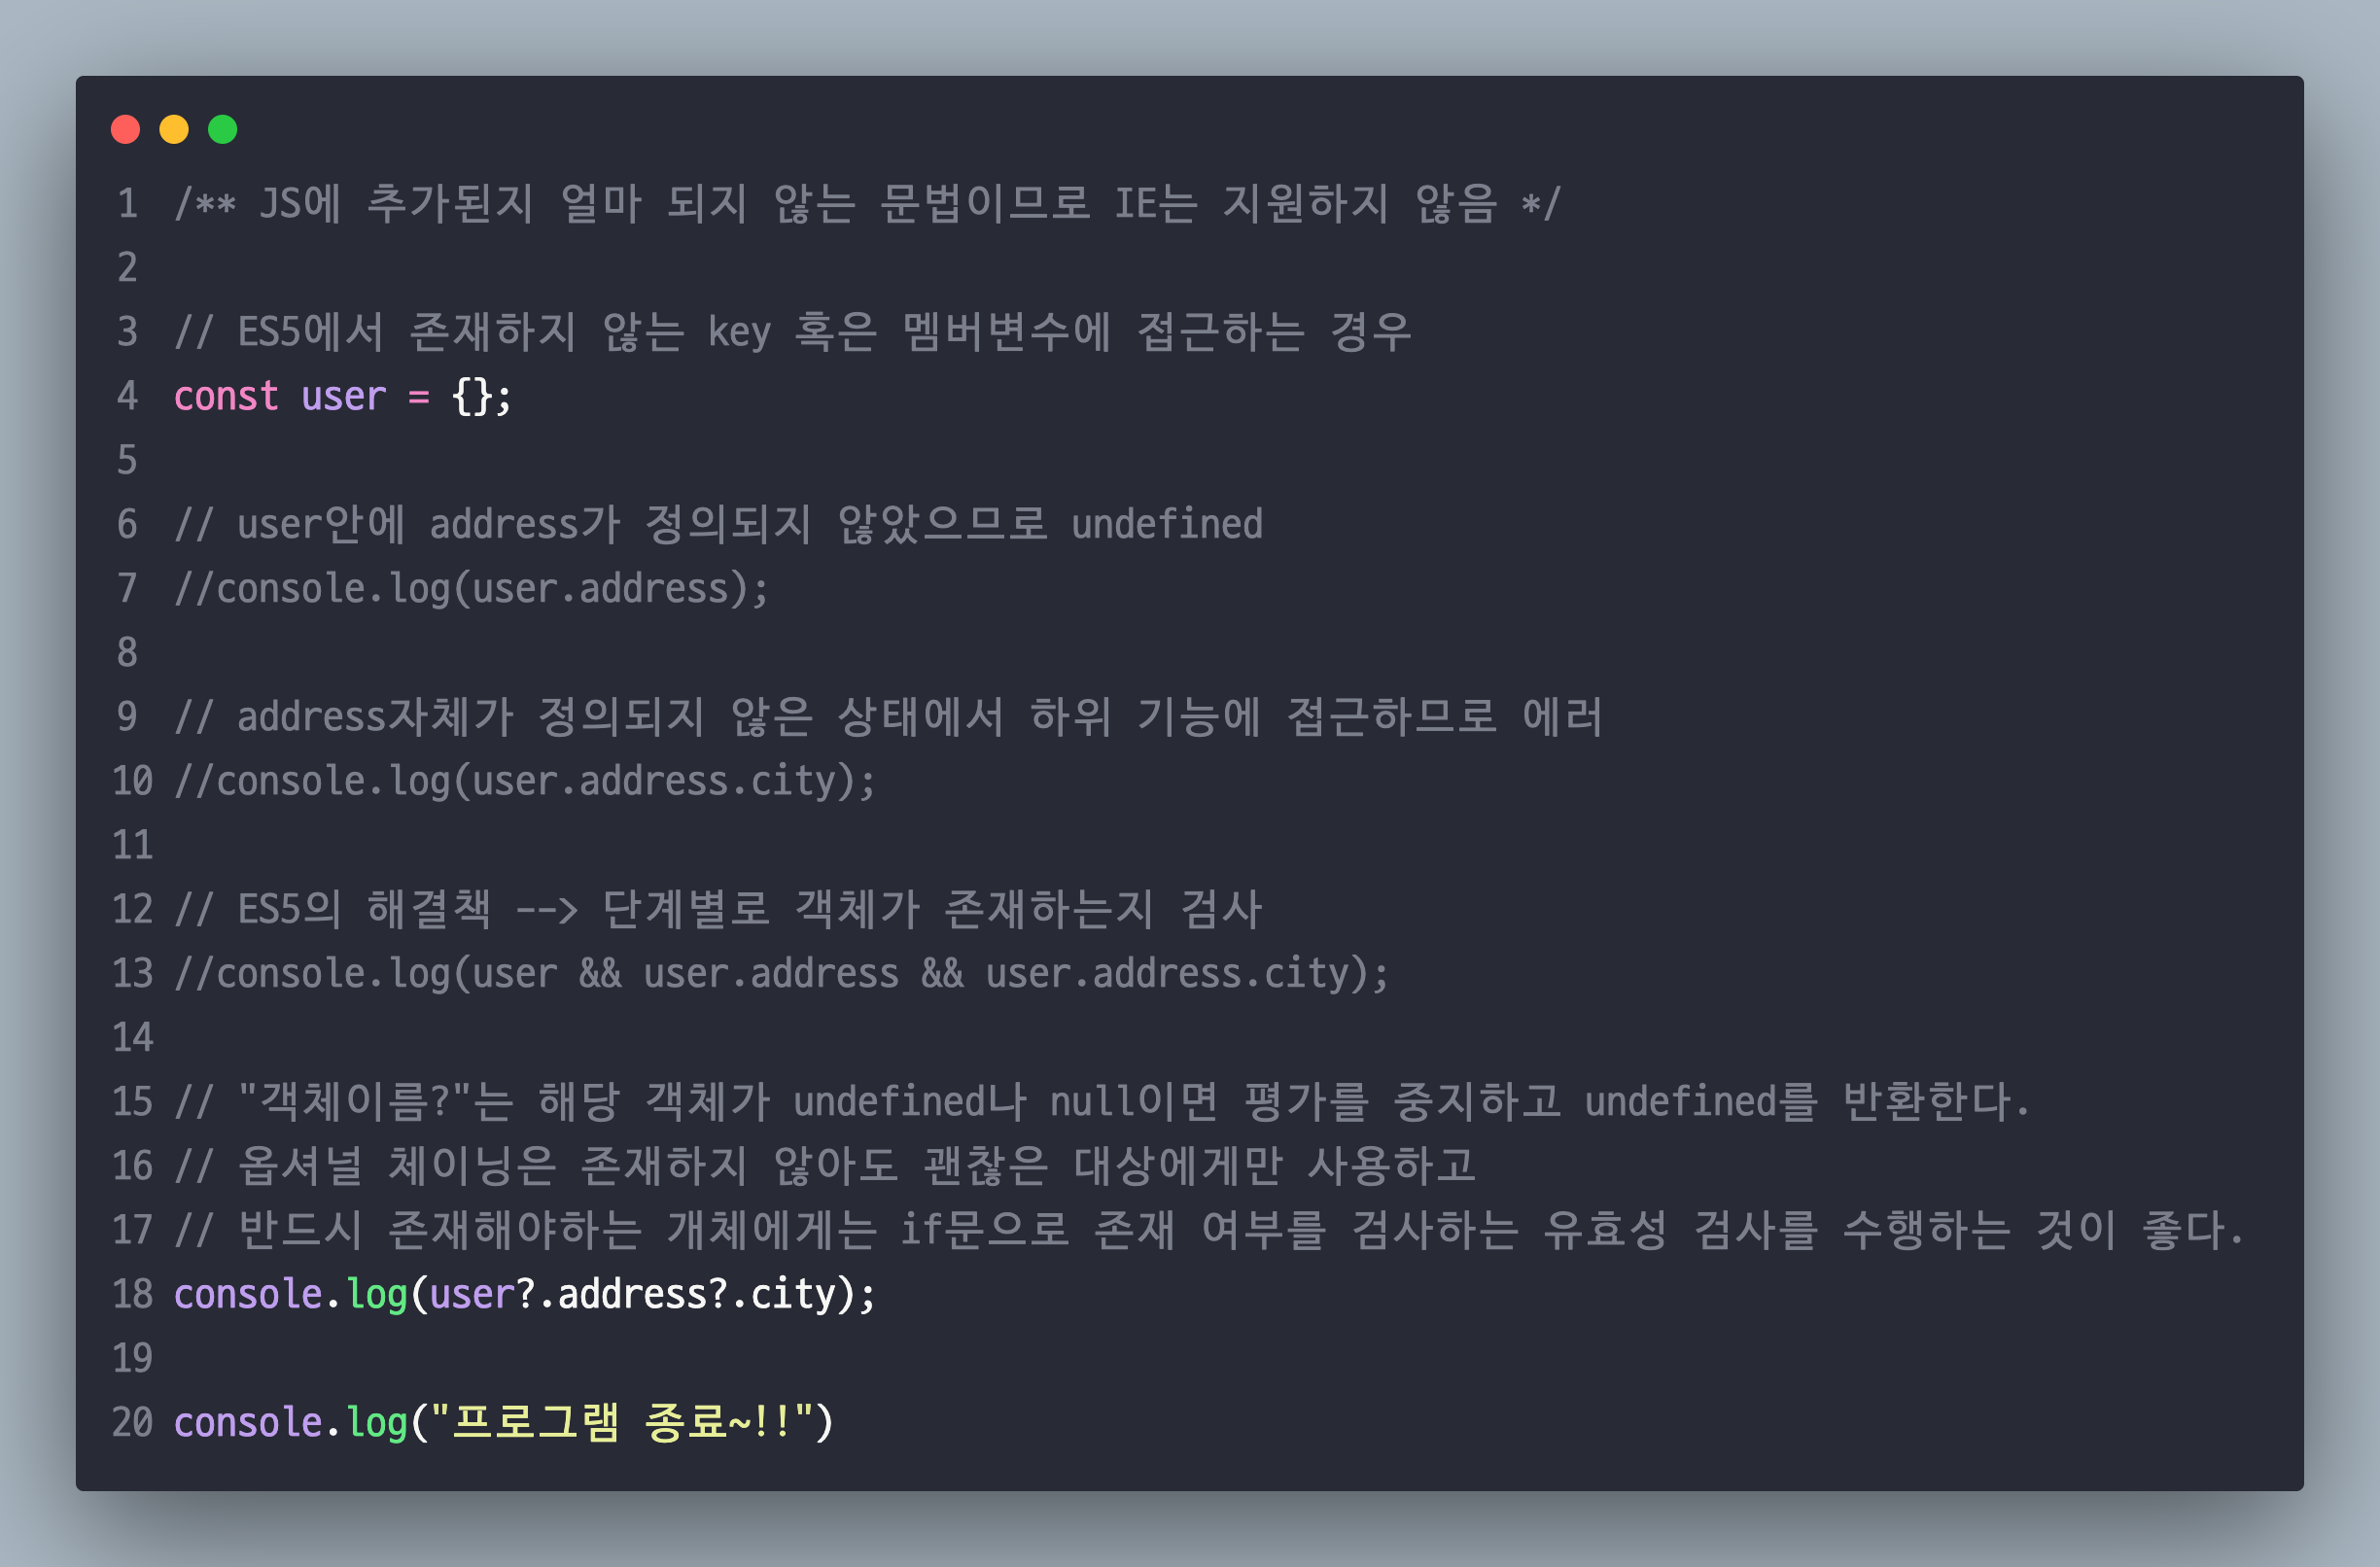 1 /** JS에 추가된지 얼마 되지 않는 문법이므로 IE는 지원하지 않음 */
2
3 // ES5에서 존재하지 않는 key 혹은 멤버변수에 접근하는 경우
4 const user = {};
5
6 // user안에 address가 정의되지 않았으므로 undefined
7 //console.log(user.address);
8
9 // address자체가 정의되지 않은 상태에서 하위 기능에 접근하므로 에러
10 //console.log(user.address.city);
11
12 // ES5의 해결책 --> 단계별로 객체가 존재하는지 검사
13 //console.log(user && user.address && user.address.city);
14
15 // "객체이름?"는 해당 객체가 undefined나 null이면 평가를 중지하고 undefined를 반환한다.
16 // 옵셔널 체이닝은 존재하지 않아도 괜찮은 대상에게만 사용하고
17 // 반드시 존재해야하는 개체에게는 if문으로 존재 여부를 검사하는 유효성 검사를 수행하는 것이 좋다.
18 console.log(user?.address?.city);
19
20 console.log("프로그램 종료~!!")